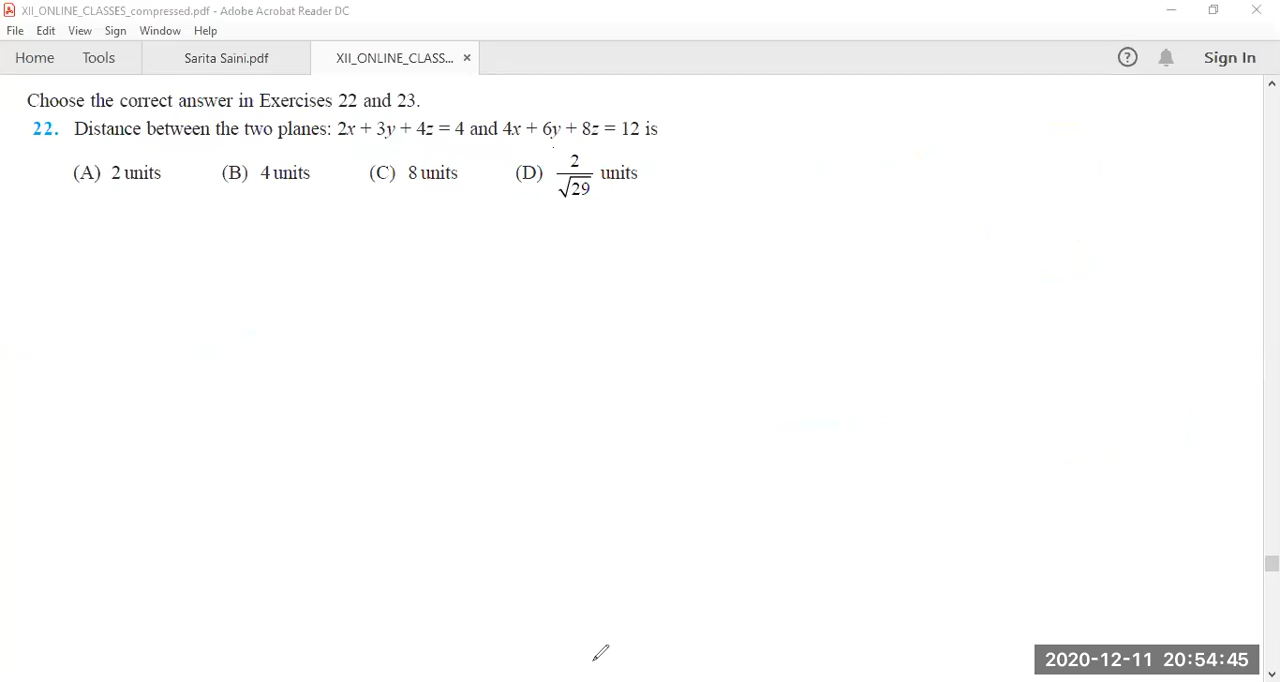 XII_ONLINE_CLASSES_compressed.pdf - Adobe Acrobat Reader DC
File Edit View Sign Window Help
Home Tools Sarita Saini.pdf XII_ONLINE_CLASS... × ? Sign In
Choose the correct answer in Exercises 22 and 23.
22. Distance between the two planes: 2x + 3y + 4z = 4 and 4x + 6y + 8z = 12 is
(A) 2 units (B) 4 units (C) 8 units (D) 2/√29 units
2020-12-11 20:54:45